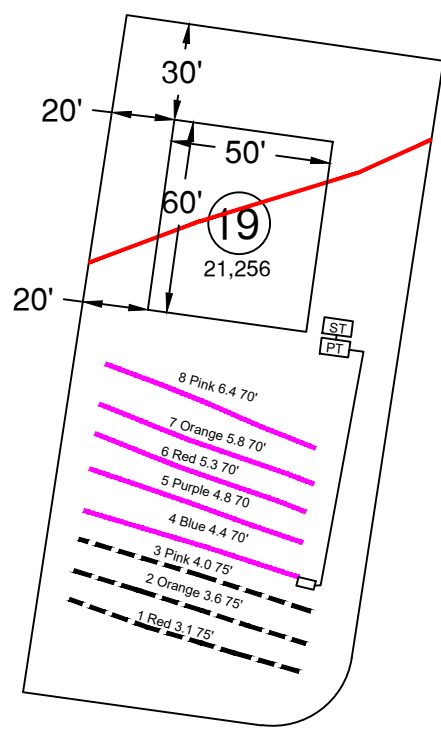 30'
20'
50'
60'
19
21,256
20'
ST
PT
8 Pink 6.4 70'
7 Orange 5.8 70'
6 Red 5.3 70'
5 Purple 4.8 70
4 Blue 4.4 70'
3 Pink 4.0 75'
2 Orange 3.6 75'
1 Red 3.1 75'